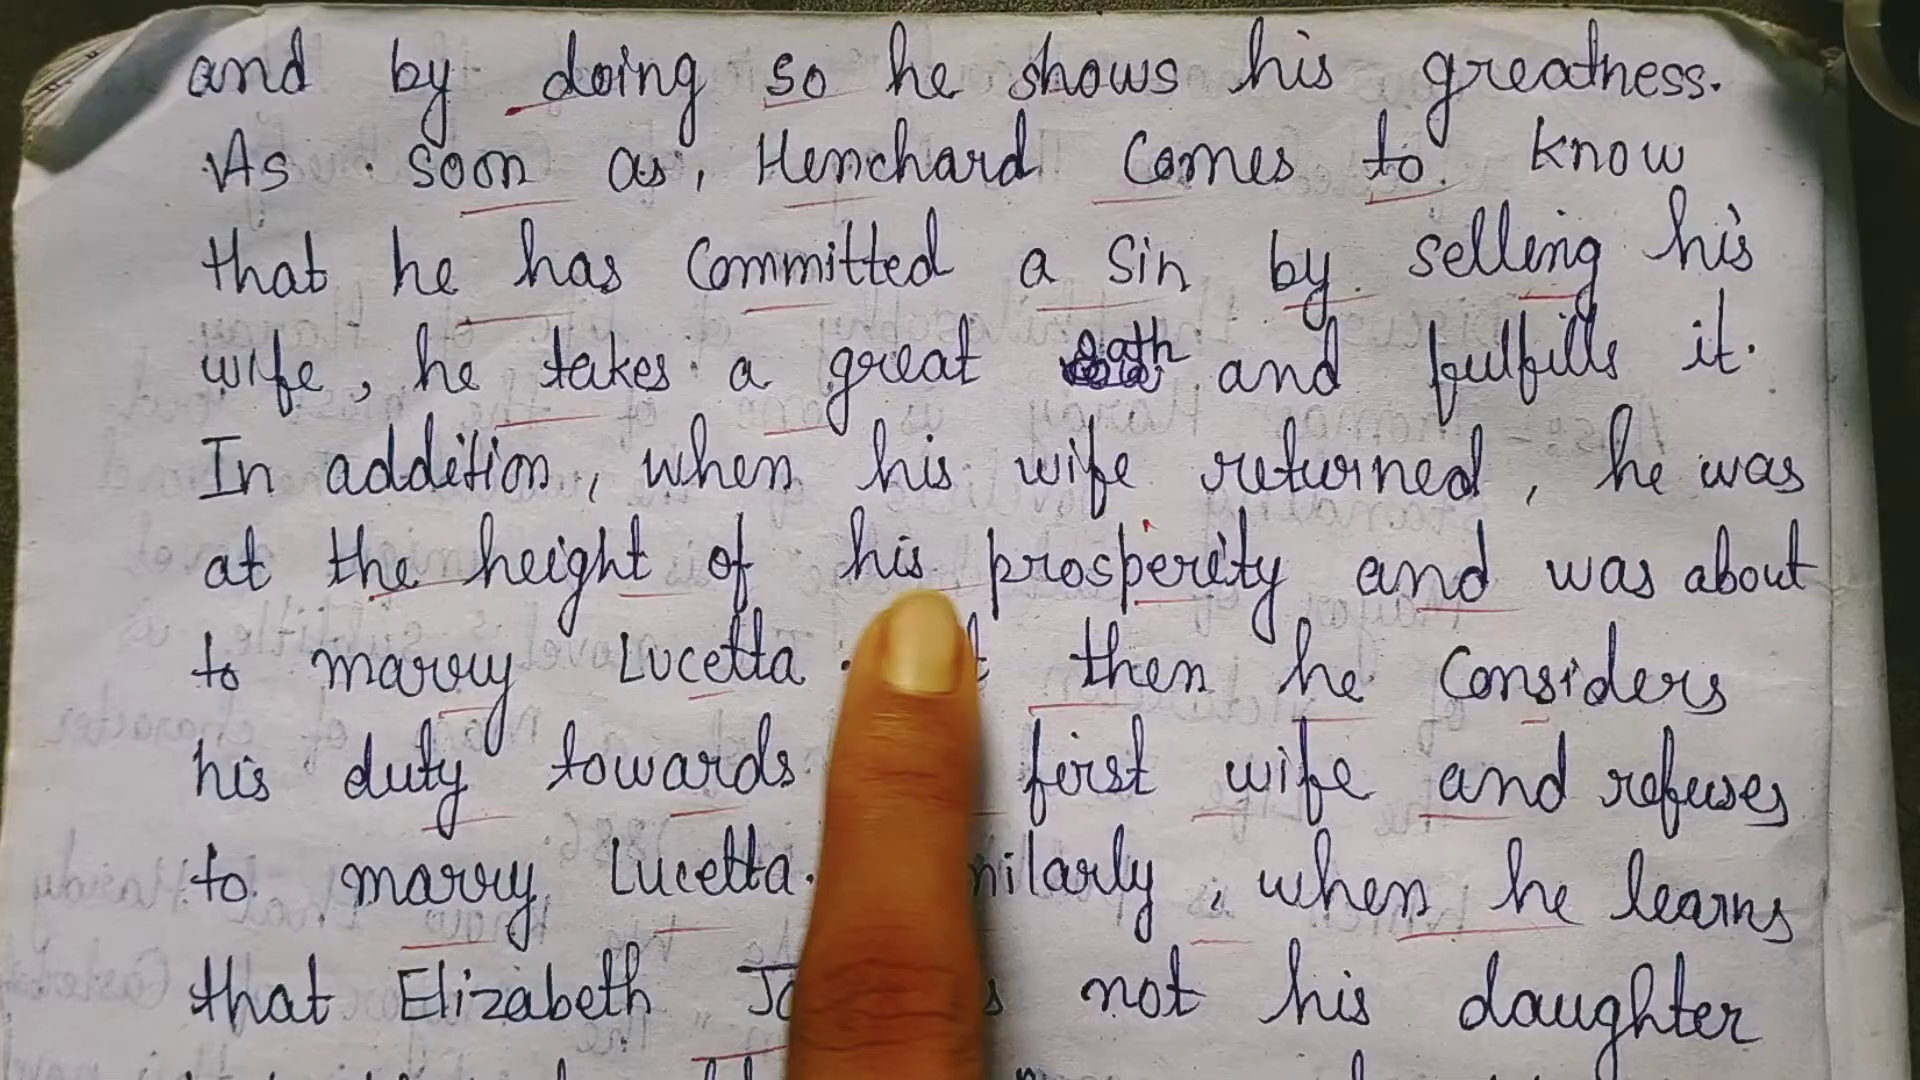 and by doing so he shows his greatness.
As soon as, Henchard comes to know
that he has committed a sin by selling his
wife, he takes a great oath and fulfills it.
In addition, when his wife returned, he was
at the height of his prosperity and was about
to marry Lucetta. then he considers
his duty towards first wife and refuses
to marry Lucetta. when he learns
that Elizabeth not his daughter